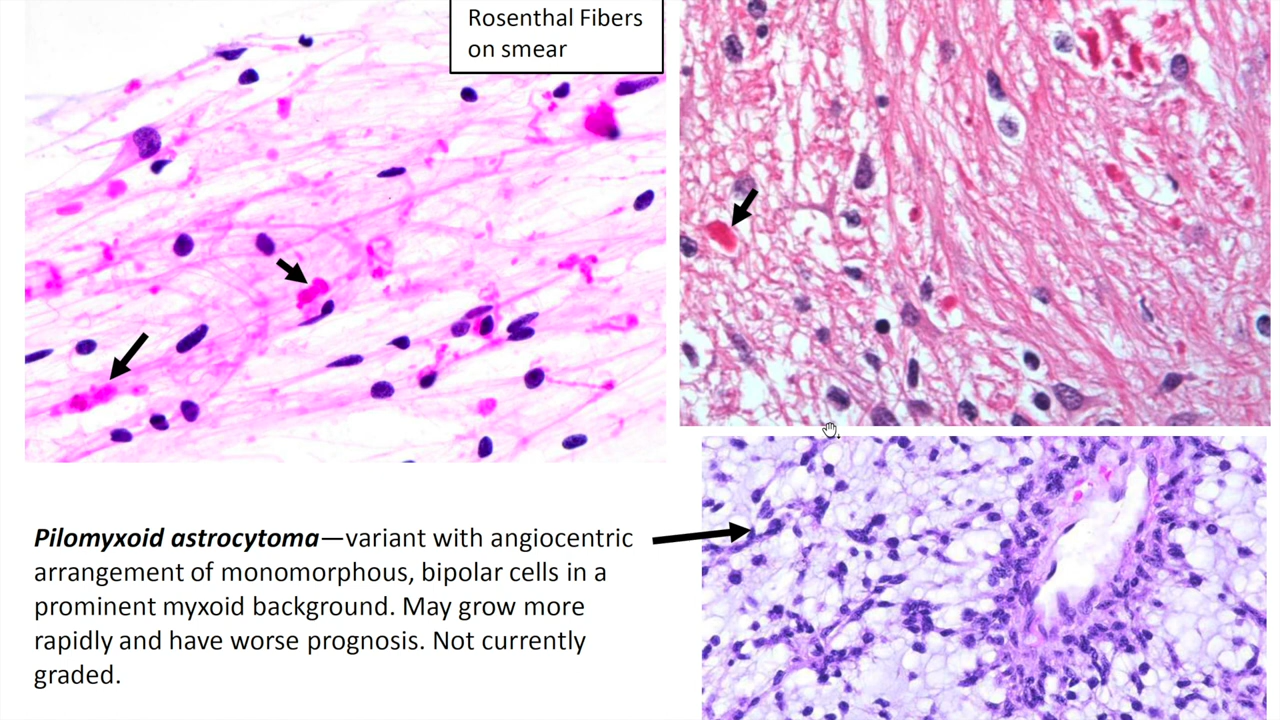 Rosenthal Fibers
on smear
Pilomyxoid astrocytoma—variant with angiocentric
arrangement of monomorphous, bipolar cells in a
prominent myxoid background. May grow more
rapidly and have worse prognosis. Not currently
graded.